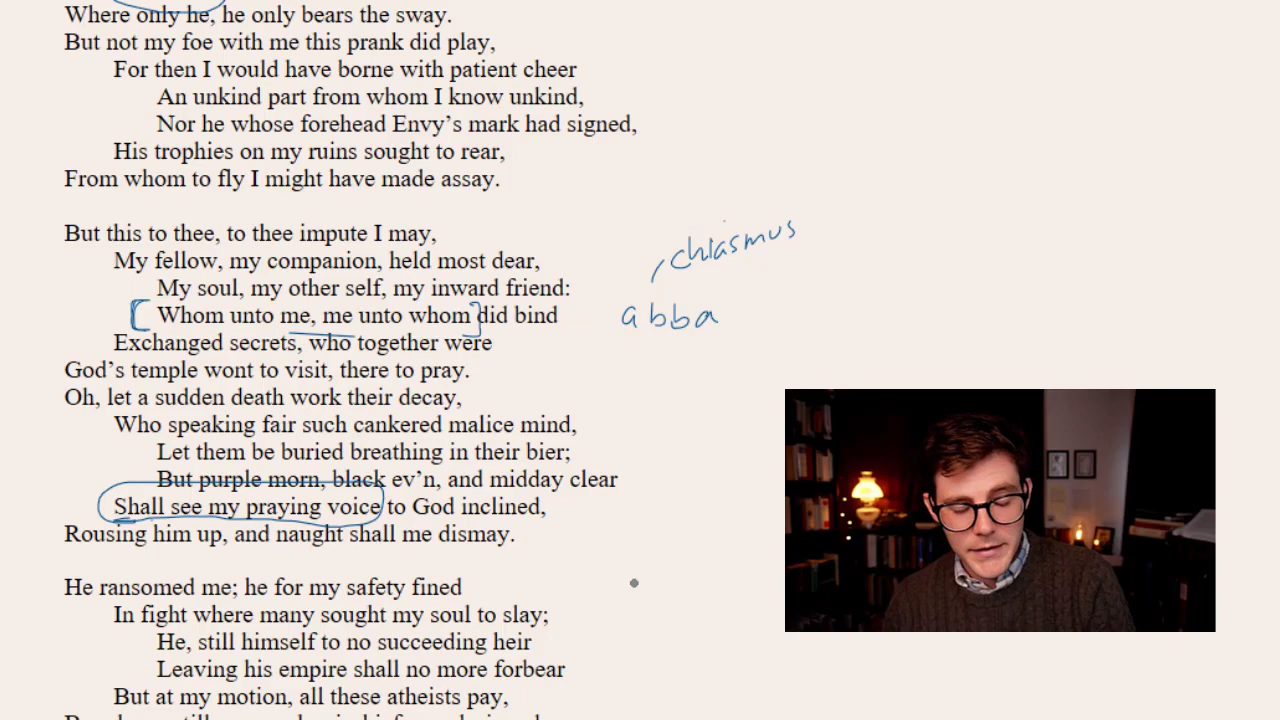 Where only he, he only bears the sway.
But not my foe with me this prank did play,
For then I would have borne with patient cheer
An unkind part from whom I know unkind,
Nor he whose forehead Envy's mark had signed,
His trophies on my ruins sought to rear,
From whom to fly I might have made assay.
But this to thee, to thee impute I may,
My fellow, my companion, held most dear,
My soul, my other self, my inward friend:
Whom unto me, me unto whom did bind
Exchanged secrets, who together were
God's temple wont to visit, there to pray.
Oh, let a sudden death work their decay,
Who speaking fair such cankered malice mind,
Let them be buried breathing in their bier;
But purple morn, black ev'n, and midday clear
Shall see my praying voice to God inclined,
Rousing him up, and naught shall me dismay.
He ransomed me; he for my safety fined
In fight where many sought my soul to slay;
He, still himself to no succeeding heir
Leaving his empire shall no more forbear
But at my motion, all these atheists pay,
chiasmus
abba